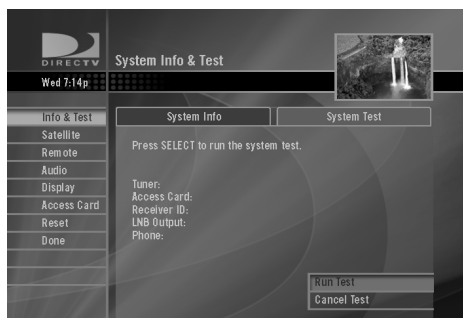 DIRECTV
System Info & Test
Wed 7:14p
Info & Test
Satellite
Remote
Audio
Display
Access Card
Reset
Done
System Info
System Test
Press SELECT to run the system test.
Tuner:
Access Card:
Receiver ID:
LNB Output:
Phone:
Run Test
Cancel Test